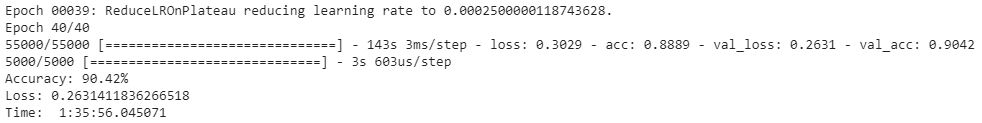 Epoch 00039: ReduceLROnPlateau reducing learning rate to 0.0002500000118743628.
Epoch 40/40
55000/55000 [==============================] - 143s 3ms/step - loss: 0.3029 - acc: 0.8889 - val_loss: 0.2631 - val_acc: 0.9042
5000/5000 [==============================] - 3s 603us/step
Accuracy: 90.42%
Loss: 0.2631411836266518
Time:  1:35:56.045071